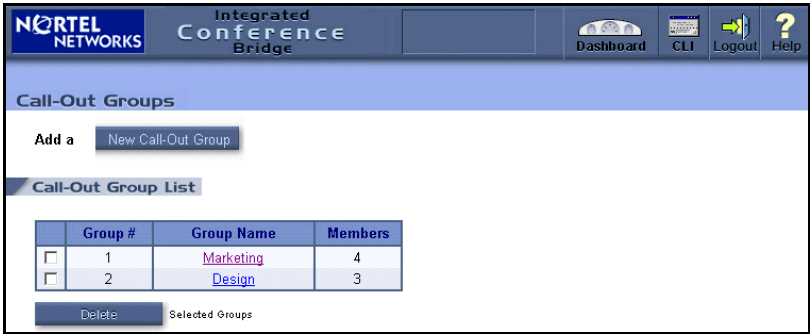 NORTEL NETWORKS
Integrated
Conference
Bridge
Dashboard CLI Logout Help
Call-Out Groups
Add a New Call-Out Group
Call-Out Group List
Group # Group Name Members
1 Marketing 4
2 Design 3
Delete Selected Groups